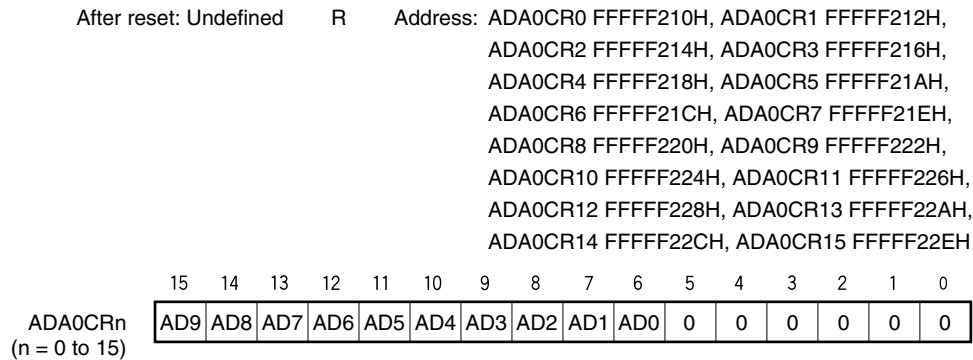 After reset: Undefined R Address: ADA0CR0 FFFFF210H, ADA0CR1 FFFFF212H,
ADA0CR2 FFFFF214H, ADA0CR3 FFFFF216H,
ADA0CR4 FFFFF218H, ADA0CR5 FFFFF21AH,
ADA0CR6 FFFFF21CH, ADA0CR7 FFFFF21EH,
ADA0CR8 FFFFF220H, ADA0CR9 FFFFF222H,
ADA0CR10 FFFFF224H, ADA0CR11 FFFFF226H,
ADA0CR12 FFFFF228H, ADA0CR13 FFFFF22AH,
ADA0CR14 FFFFF22CH, ADA0CR15 FFFFF22EH
15 14 13 12 11 10 9 8 7 6 5 4 3 2 1 0
ADA0CRn AD9 AD8 AD7 AD6 AD5 AD4 AD3 AD2 AD1 AD0 0 0 0 0 0 0
(n = 0 to 15)